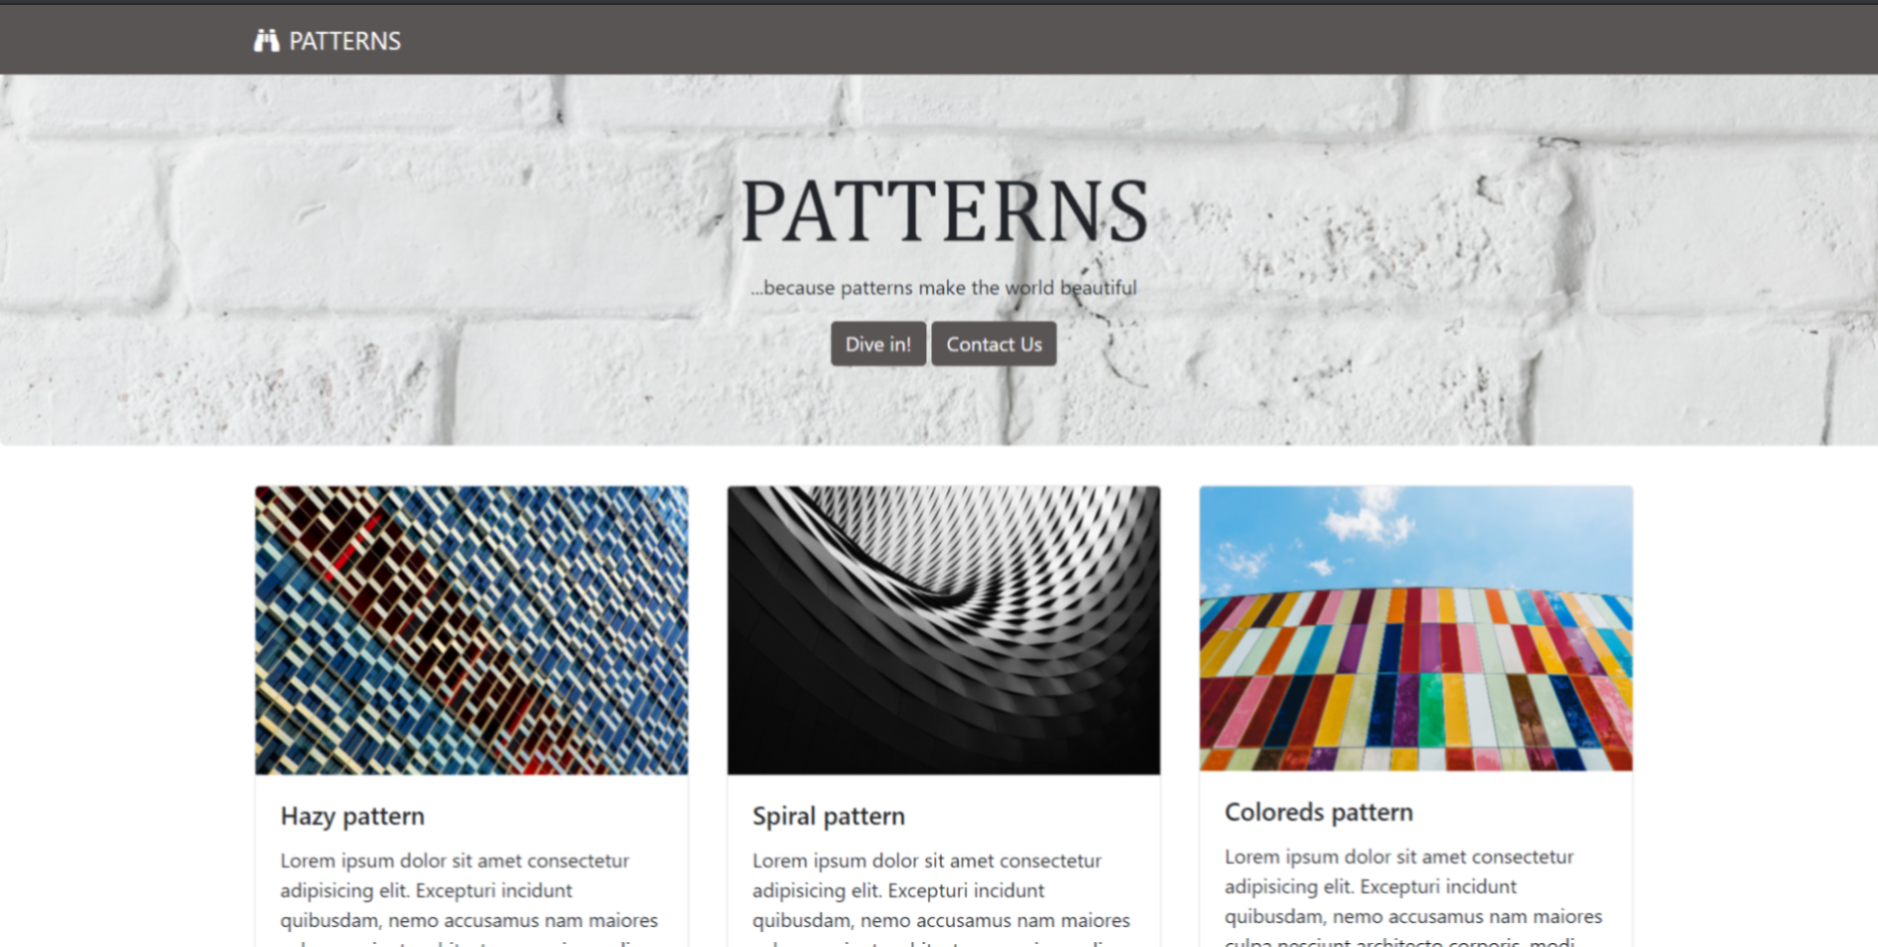 PATTERNS
PATTERNS
...because patterns make the world beautiful
Dive in! Contact Us
Hazy pattern
Lorem ipsum dolor sit amet consectetur
adipisicing elit. Excepturi incidunt
quibusdam, nemo accusamus nam maiores
Spiral pattern
Lorem ipsum dolor sit amet consectetur
adipisicing elit. Excepturi incidunt
quibusdam, nemo accusamus nam maiores
Coloreds pattern
Lorem ipsum dolor sit amet consectetur
adipisicing elit. Excepturi incidunt
quibusdam, nemo accusamus nam maiores
culpa nesciunt architecto corporis, modi